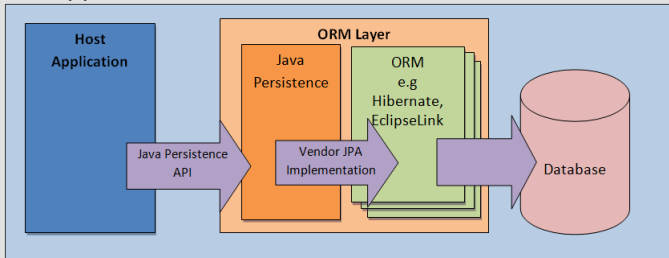 Host
Application
ORM Layer
Java
Persistence
ORM
e.g
Hibernate,
EclipseLink
Java Persistence
API
Vendor JPA
Implementation
Database